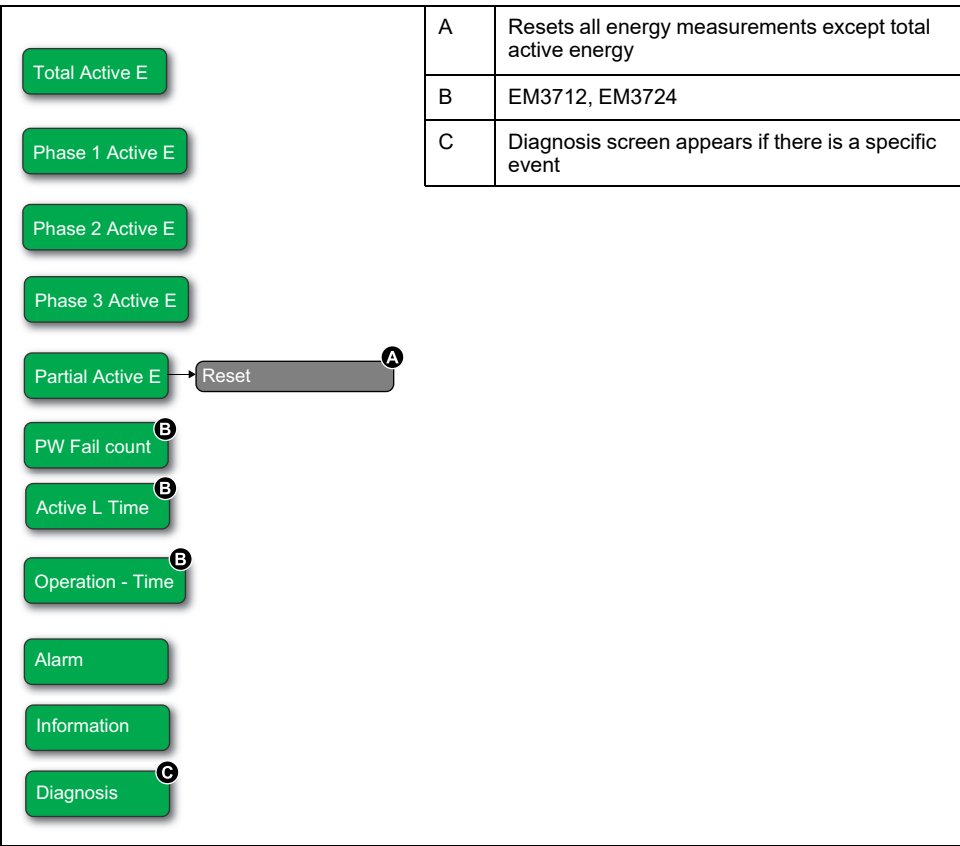 A
Resets all energy measurements except total
active energy
B
EM3712, EM3724
C
Diagnosis screen appears if there is a specific
event
Total Active E
Phase 1 Active E
Phase 2 Active E
Phase 3 Active E
Partial Active E
Reset
A
PW Fail count
B
Active L Time
B
Operation - Time
B
Alarm
Information
Diagnosis
C